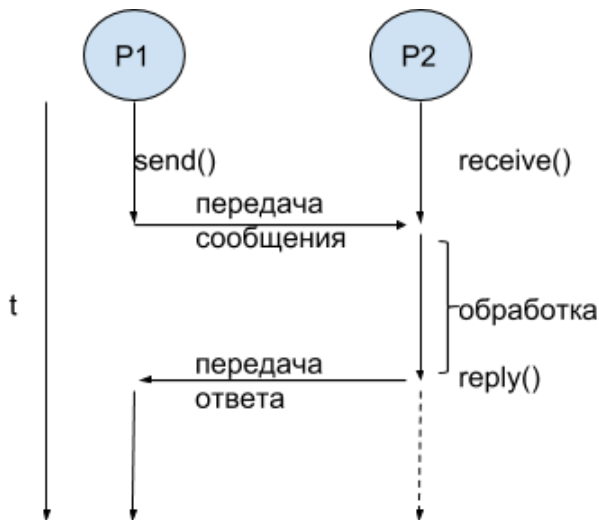 P1
P2
send()
receive()
передача
сообщения
t
обработка
передача
reply()
ответа